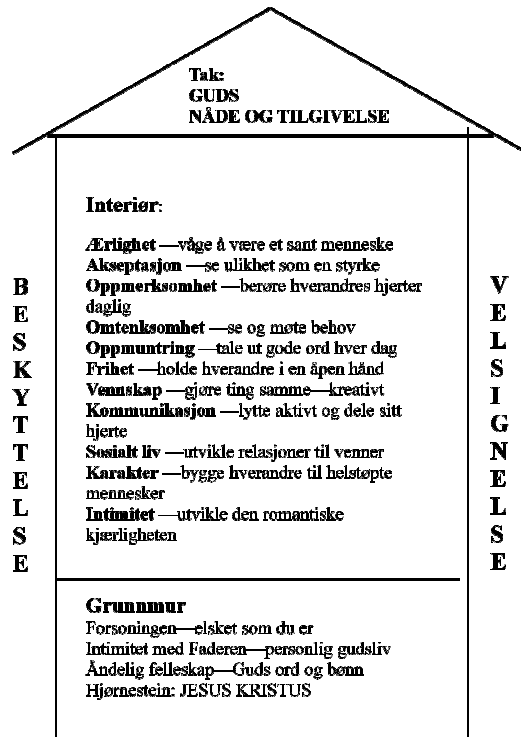 Tak:
GUDS
NÅDE OG TILGIVELSE
Interiør:
Ærlighet —våge å være et sant menneske
Akseptasjon —se ulikhet som en styrke
Oppmerksomhet —berøre hverandres hjerter
daglig
Omtenksomhet —se og møte behov
Oppmuntring —tale ut gode ord hver dag
Frihet —holde hverandre i en åpen hånd
Vennskap —gjøre ting samme—kreativt
Kommunikasjon —lytte aktivt og dele sitt
hjerte
Sosialt liv —utvikle relasjoner til venner
Karakter —bygge hverandre til helstøpte
mennesker
Intimitet —utvikle den romantiske
kjærligheten
BESKYTTELSE
VELSIGNELSE
Grunnmur
Forsoningen—elsket som du er
Intimitet med Faderen—personlig gudsliv
Åndelig felleskap—Guds ord og bønn
Hjørnestein: JESUS KRISTUS